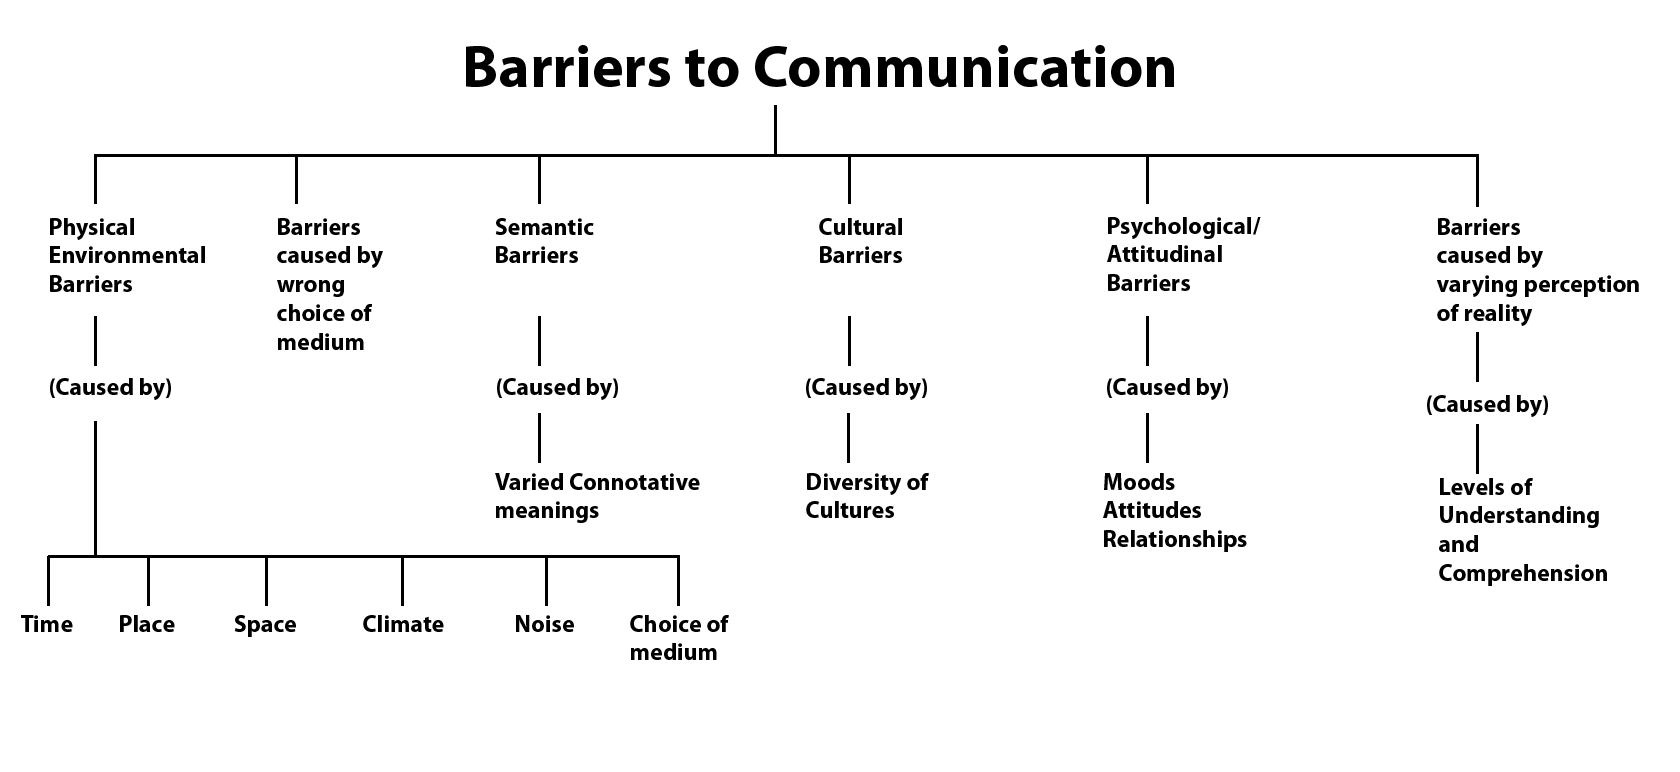 Barriers to Communication
Physical
Environmental
Barriers
Barriers
caused by
wrong
choice of
medium
Semantic
Barriers
Cultural
Barriers
Psychological/
Attitudinal
Barriers
Barriers
caused by
varying perception
of reality
(Caused by)
(Caused by)
(Caused by)
(Caused by)
(Caused by)
Varied Connotative
meanings
Diversity of
Cultures
Moods
Attitudes
Relationships
Levels of
Understanding
and
Comprehension
Time
Place
Space
Climate
Noise
Choice of
medium